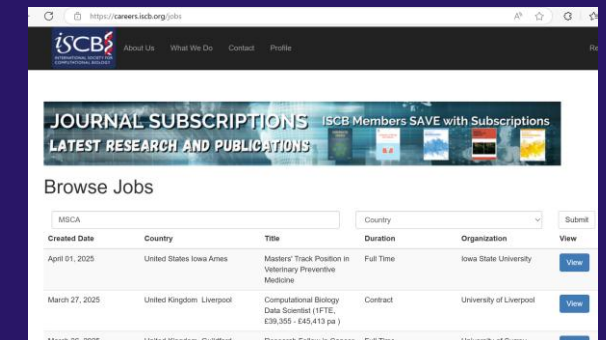 https://careers.iscb.org/jobs
iSCB
INTERNATIONAL SOCIETY FOR
COMPUTATIONAL BIOLOGY
About Us What We Do Contact Profile
JOURNAL SUBSCRIPTIONS ISCB Members SAVE with Subscriptions
LATEST RESEARCH AND PUBLICATIONS
Browse Jobs
MSCA Country Submit
Created Date Country Title Duration Organization View
April 01, 2025 United States Iowa Ames Masters' Track Position in Full Time Iowa State University View
Veterinary Preventive
Medicine
March 27, 2025 United Kingdom Liverpool Computational Biology Contract University of Liverpool View
Data Scientist (1FTE,
£39,355 - £45,413 pa )